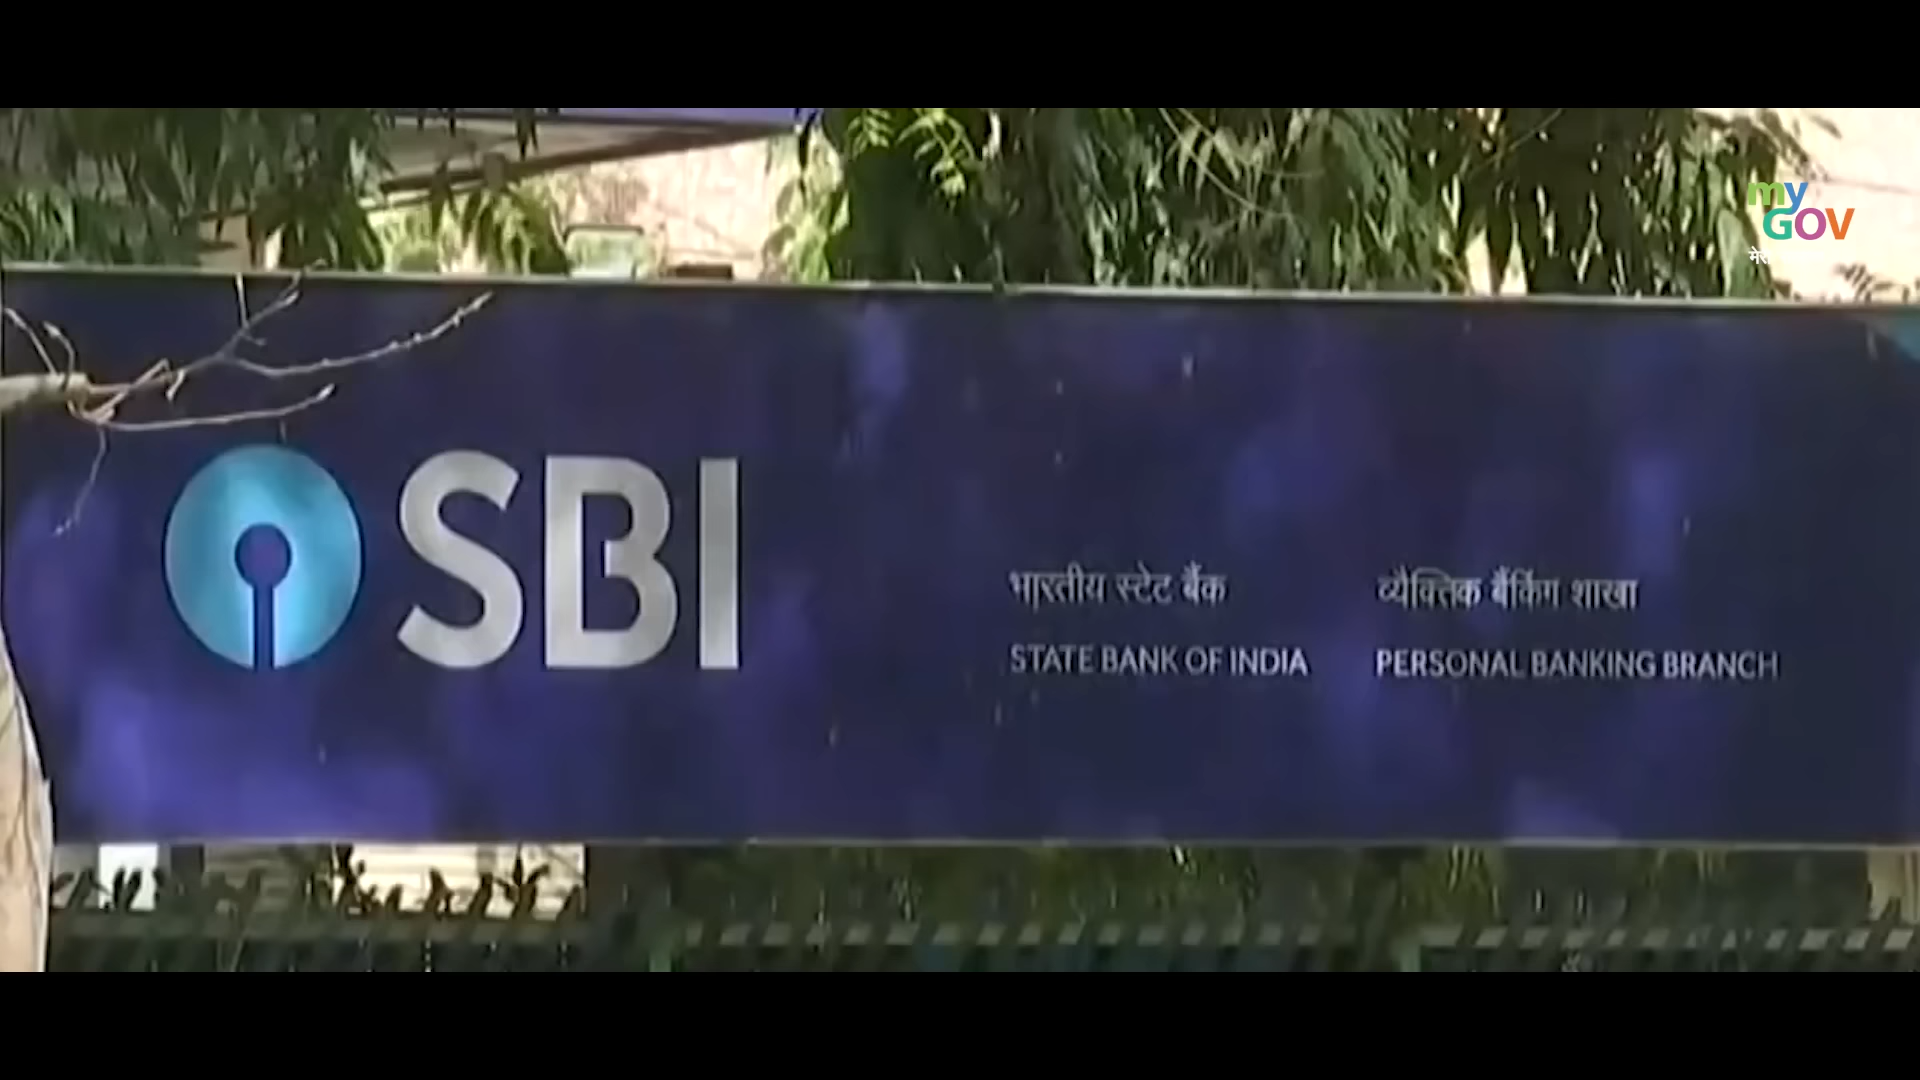 my
GOV
SBI
भारतीय स्टेट बैंक
STATE BANK OF INDIA
व्यैक्तिक बैंकिंग शाखा
PERSONAL BANKING BRANCH